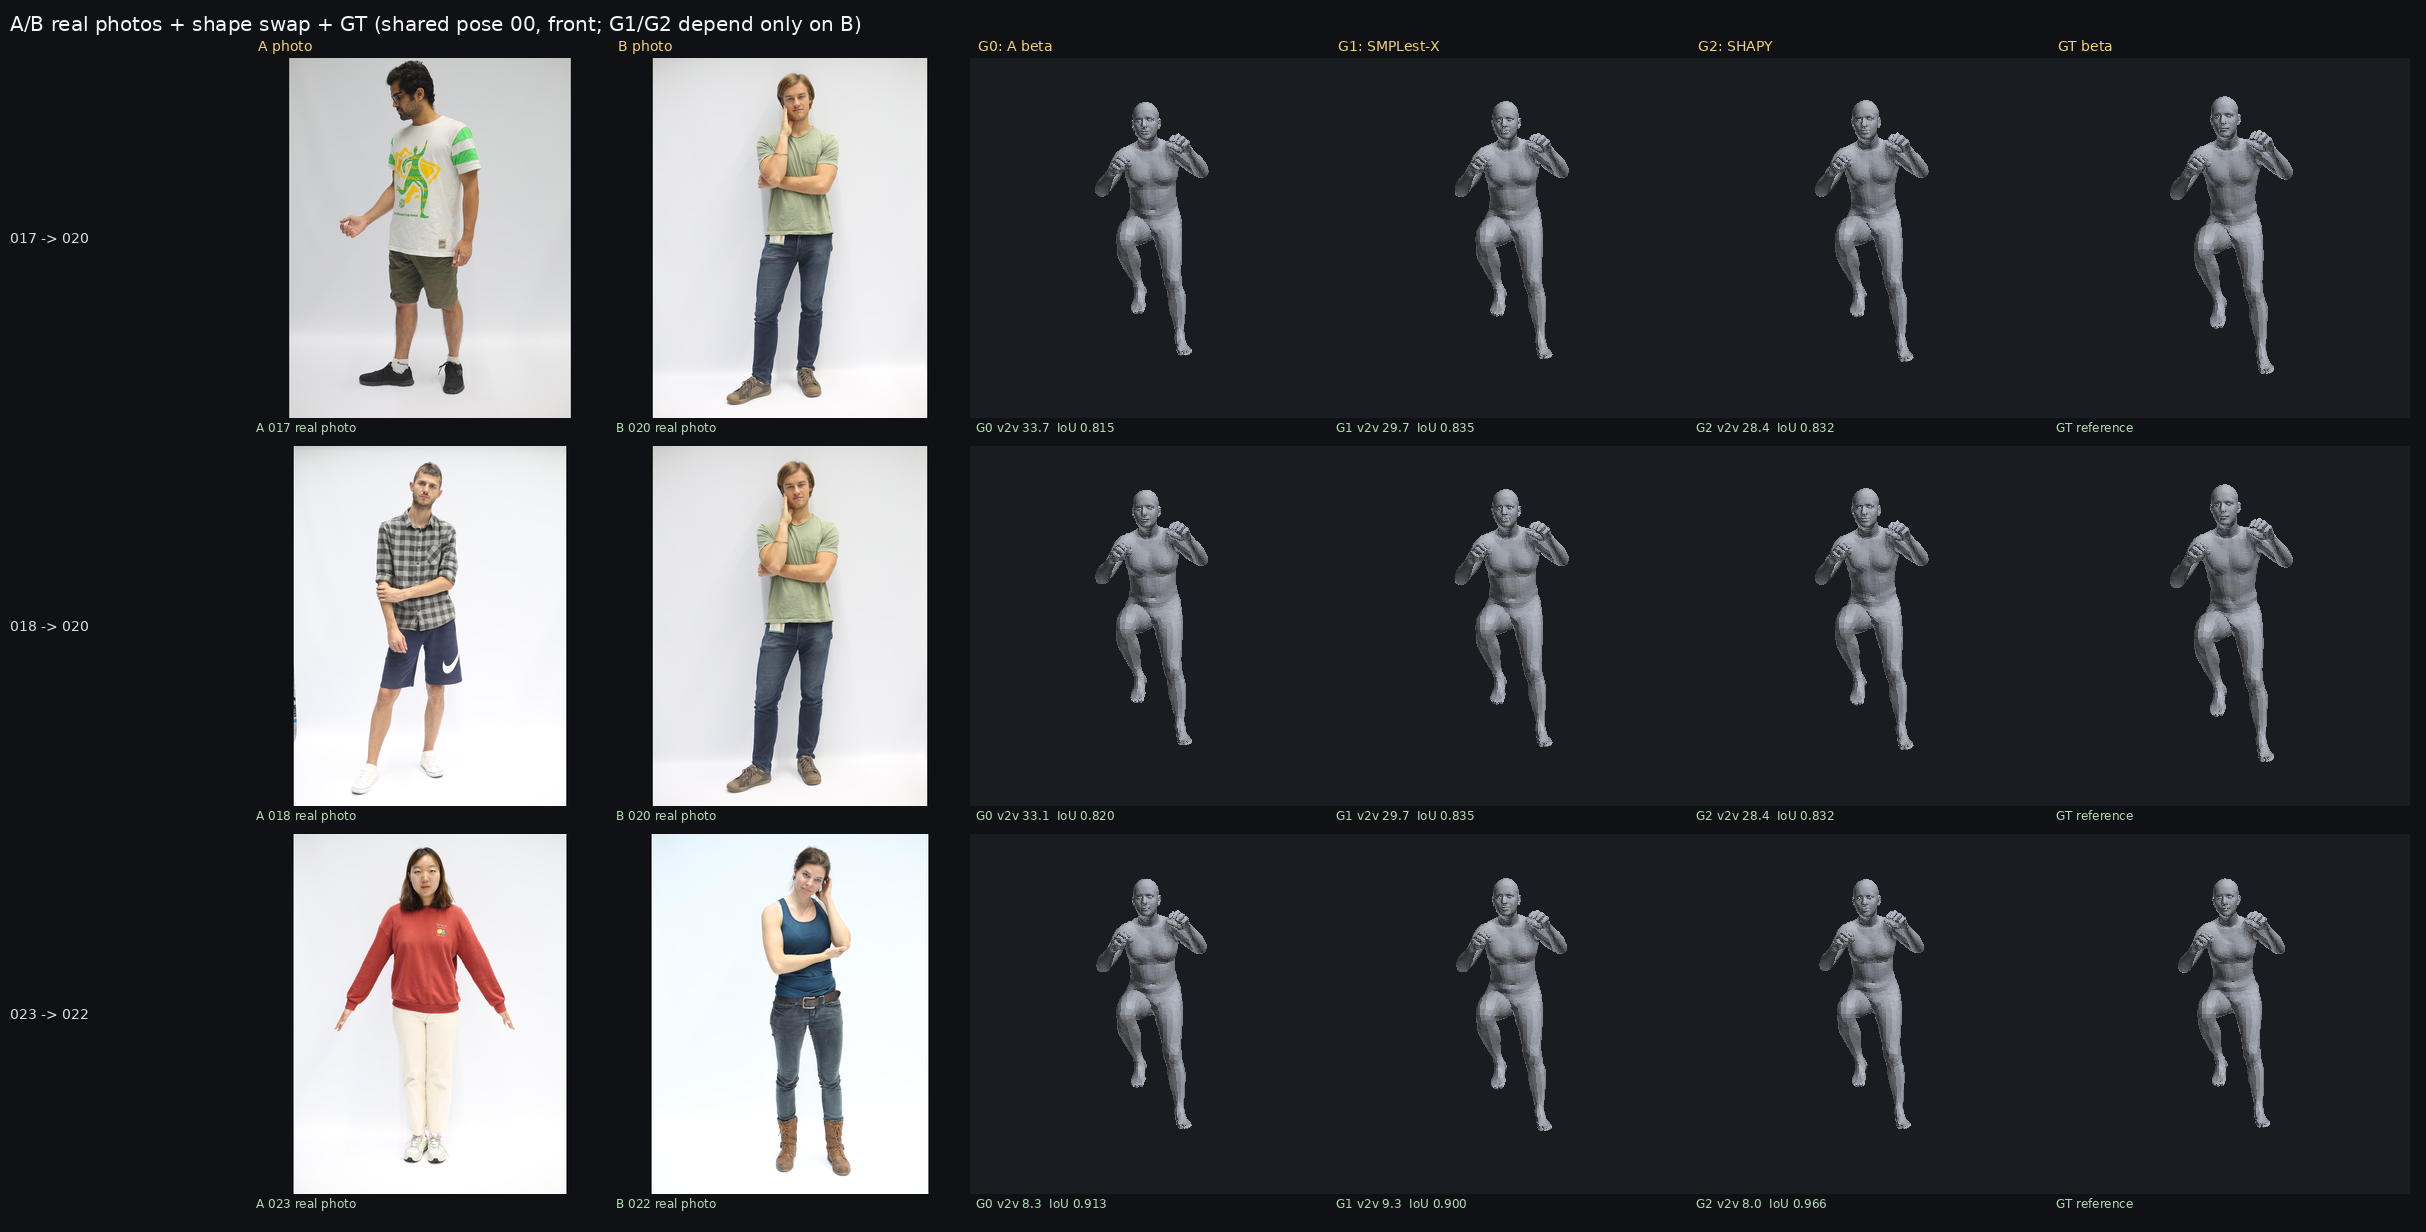 A/B real photos + shape swap + GT (shared pose 00, front; G1/G2 depend only on B)
A photo B photo G0: A beta G1: SMPLest-X G2: SHAPY GT beta
017 -> 020
A 017 real photo B 020 real photo G0 v2v 33.7 IoU 0.815 G1 v2v 29.7 IoU 0.835 G2 v2v 28.4 IoU 0.832 GT reference
018 -> 020
A 018 real photo B 020 real photo G0 v2v 33.1 IoU 0.820 G1 v2v 29.7 IoU 0.835 G2 v2v 28.4 IoU 0.832 GT reference
023 -> 022
A 023 real photo B 022 real photo G0 v2v 8.3 IoU 0.913 G1 v2v 9.3 IoU 0.900 G2 v2v 8.0 IoU 0.966 GT reference